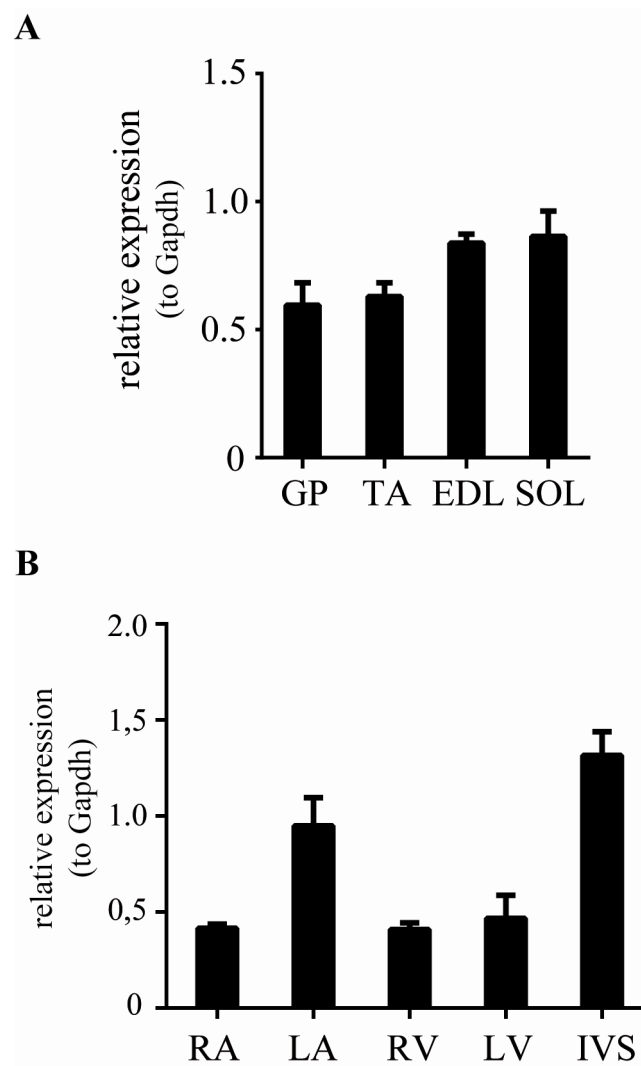 A
relative expression
(to Gapdh)
1.5
1.0
0.5
0
GP TA EDL SOL
B
relative expression
(to Gapdh)
2.0
1,5
1.0
0,5
0
RA LA RV LV IVS